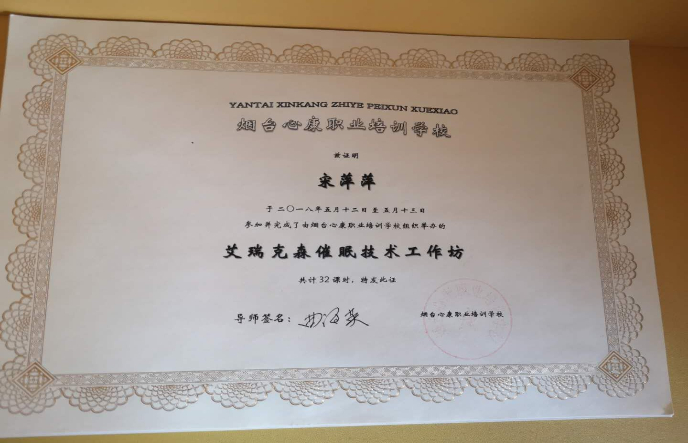 YANTAI XINKANG ZHIYE PEIXUN XUEXIAO
烟台心康职业培训学校
兹证明
宋萍萍
于二〇一八年五月十二日至五月十三日
参加并完成了由烟台心康职业培训学校组织举办的
艾瑞克森催眠技术工作坊
共计32课时，特发此证
导师签名：
烟台心康职业培训学校